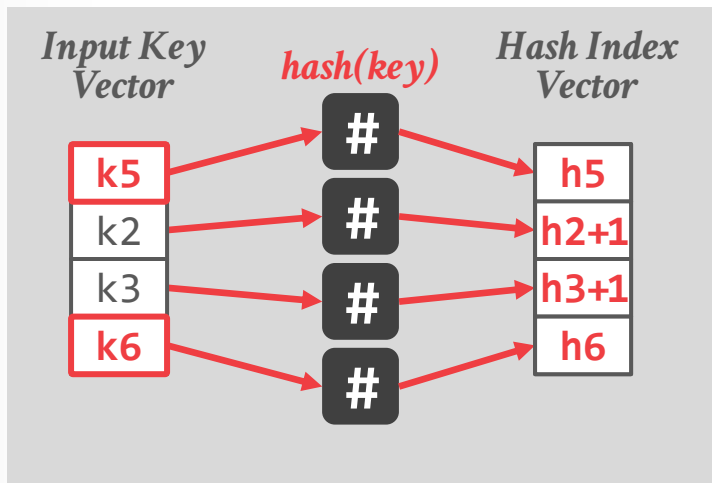 Input Key
Vector
hash(key)
Hash Index
Vector
k5
#
h5
k2
#
h2+1
k3
#
h3+1
k6
#
h6